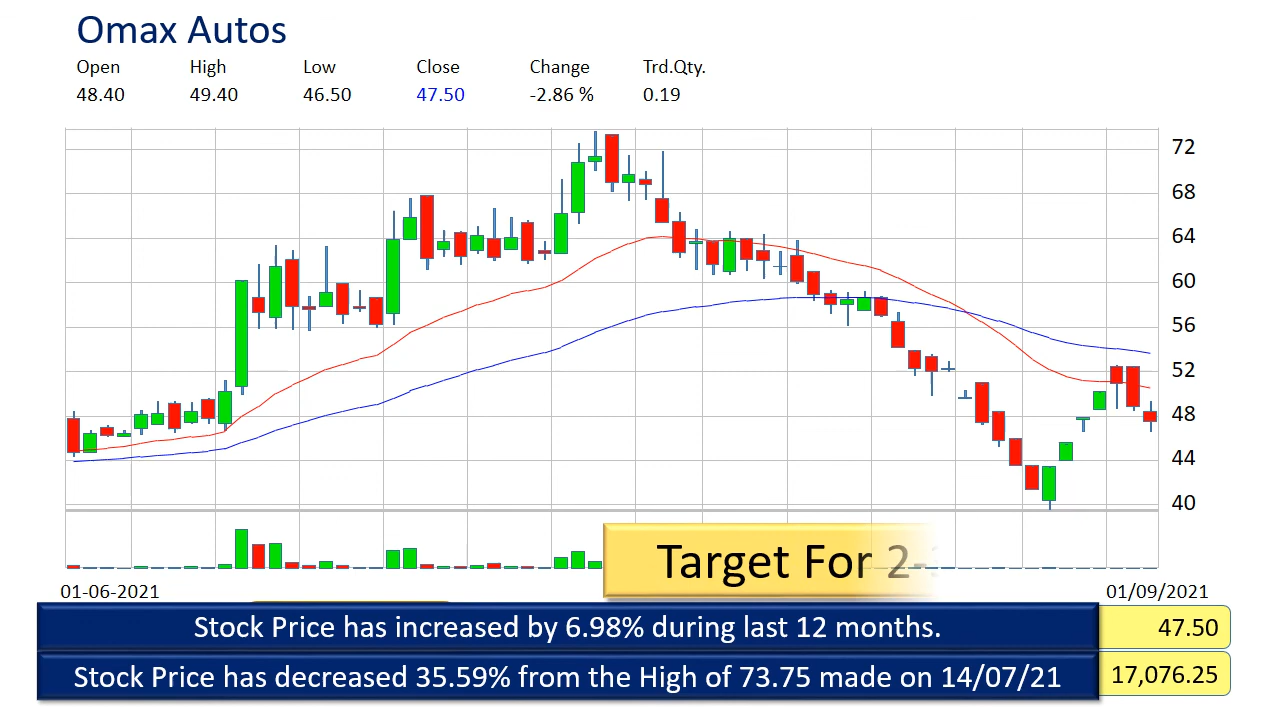 Omax Autos
Open High Low Close Change Trd.Qty.
48.40 49.40 46.50 47.50 -2.86 % 0.19
72
68
64
60
56
52
48
44
40
Target For 2-
01-06-2021 01/09/2021
Stock Price has increased by 6.98% during last 12 months. 47.50
Stock Price has decreased 35.59% from the High of 73.75 made on 14/07/21 17,076.25